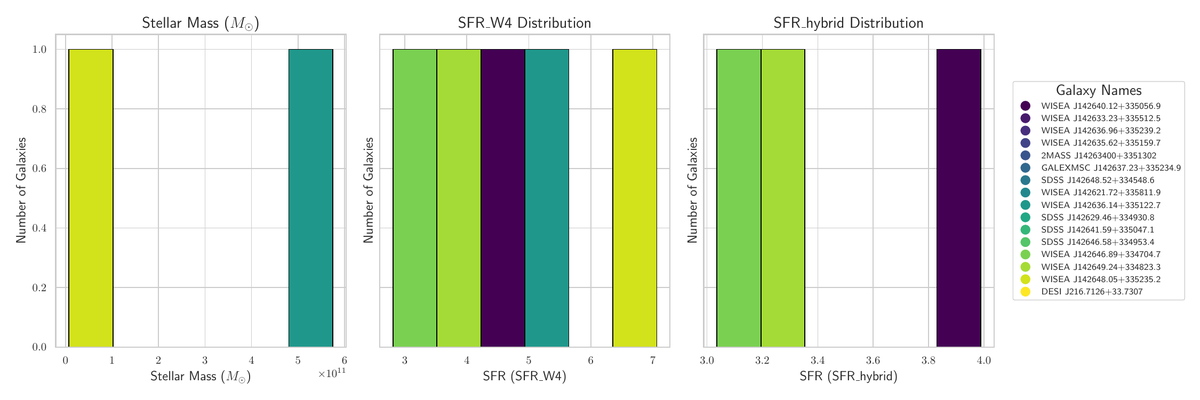 Stellar Mass (M⊙)
SFR_W4 Distribution
SFR_hybrid Distribution
Number of Galaxies
1.0
0.8
0.6
0.4
0.2
0.0
0 1 2 3 4 5 6
×10¹¹
Stellar Mass (M⊙)
Number of Galaxies
3 4 5 6 7
SFR (SFR_W4)
Number of Galaxies
3.0 3.2 3.4 3.6 3.8 4.0
SFR (SFR_hybrid)
Galaxy Names
WISEA J142640.12+335056.9
WISEA J142633.23+335512.5
WISEA J142636.96+335239.2
WISEA J142635.62+335159.7
2MASS J14263400+3351302
GALEXMSC J142637.23+335234.9
SDSS J142648.52+334548.6
WISEA J142621.72+335811.9
WISEA J142636.14+335122.7
SDSS J142629.46+334930.8
SDSS J142641.59+335047.1
SDSS J142646.58+334953.4
WISEA J142646.89+334704.7
WISEA J142649.24+334823.3
WISEA J142648.05+335235.2
DESI J216.7126+33.7307